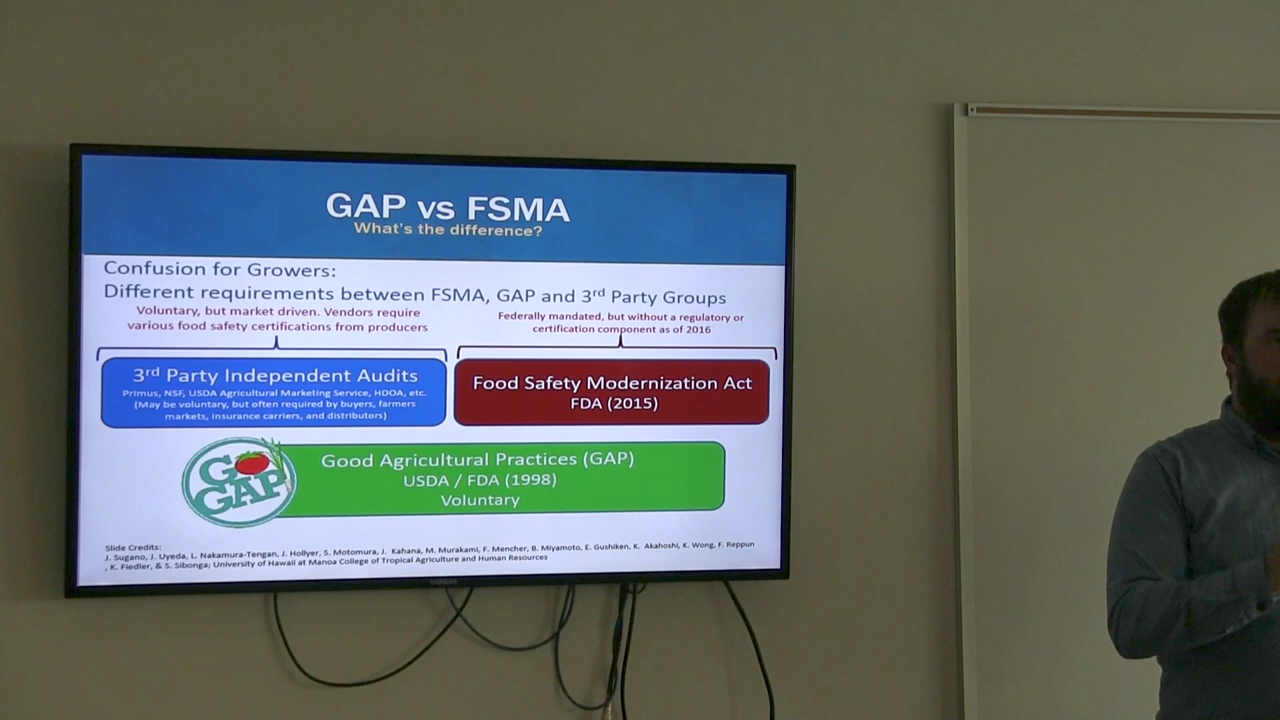 GAP vs FSMA
What's the difference?
Confusion for Growers:
Different requirements between FSMA, GAP and 3rd Party Groups
Voluntary, but market driven. Vendors require
various food safety certifications from producers
Federally mandated, but without a regulatory or
certification component as of 2016
3rd Party Independent Audits
Primus, NSF, USDA Agricultural Marketing Service, HDOA, etc.
(May be voluntary, but often required by buyers, farmers
markets, insurance carriers, and distributors)
Food Safety Modernization Act
FDA (2015)
GO
GAP
Good Agricultural Practices (GAP)
USDA / FDA (1998)
Voluntary
Slide Credits:
J. Sugano, J. Uyeda, L. Nakamura-Tengan, J. Hollyer, S. Motomura, J. Kahana, M. Murakami, F. Mencher, B. Miyamoto, E. Gushiken, K. Akahoshi, K. Wong, F. Reppun
, K. Fiedler, & S. Sibonga; University of Hawaii at Manoa College of Tropical Agriculture and Human Resources